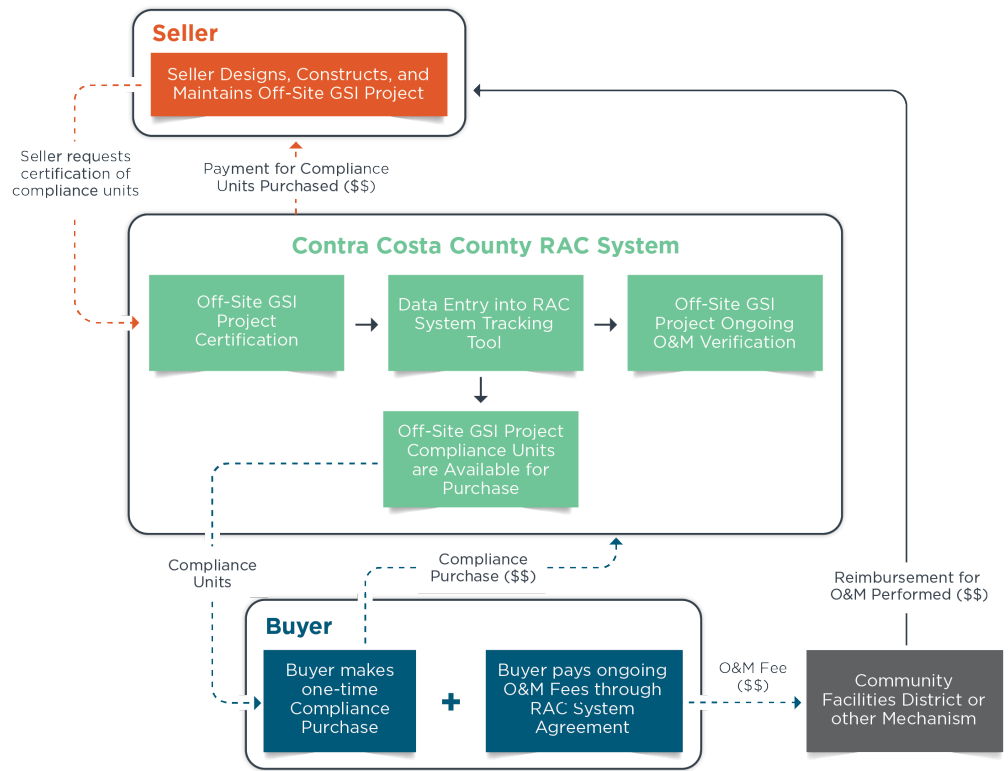 Seller
Seller Designs, Constructs, and
Maintains Off-Site GSI Project
Seller requests
certification of
compliance units
Payment for Compliance
Units Purchased ($$)
Contra Costa County RAC System
Off-Site GSI
Project
Certification
Data Entry into RAC
System Tracking
Tool
Off-Site GSI
Project Ongoing
O&M Verification
Off-Site GSI Project
Compliance Units
are Available for
Purchase
Compliance
Units
Compliance
Purchase ($$)
Reimbursement for
O&M Performed ($$)
Buyer
Buyer makes
one-time
Compliance
Purchase
+
Buyer pays ongoing
O&M Fees through
RAC System
Agreement
O&M Fee
($$)
Community
Facilities District or
other Mechanism